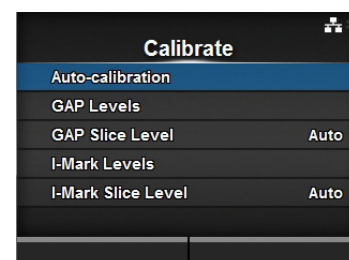 Calibrate
Auto-calibration
GAP Levels
GAP Slice Level Auto
I-Mark Levels
I-Mark Slice Level Auto